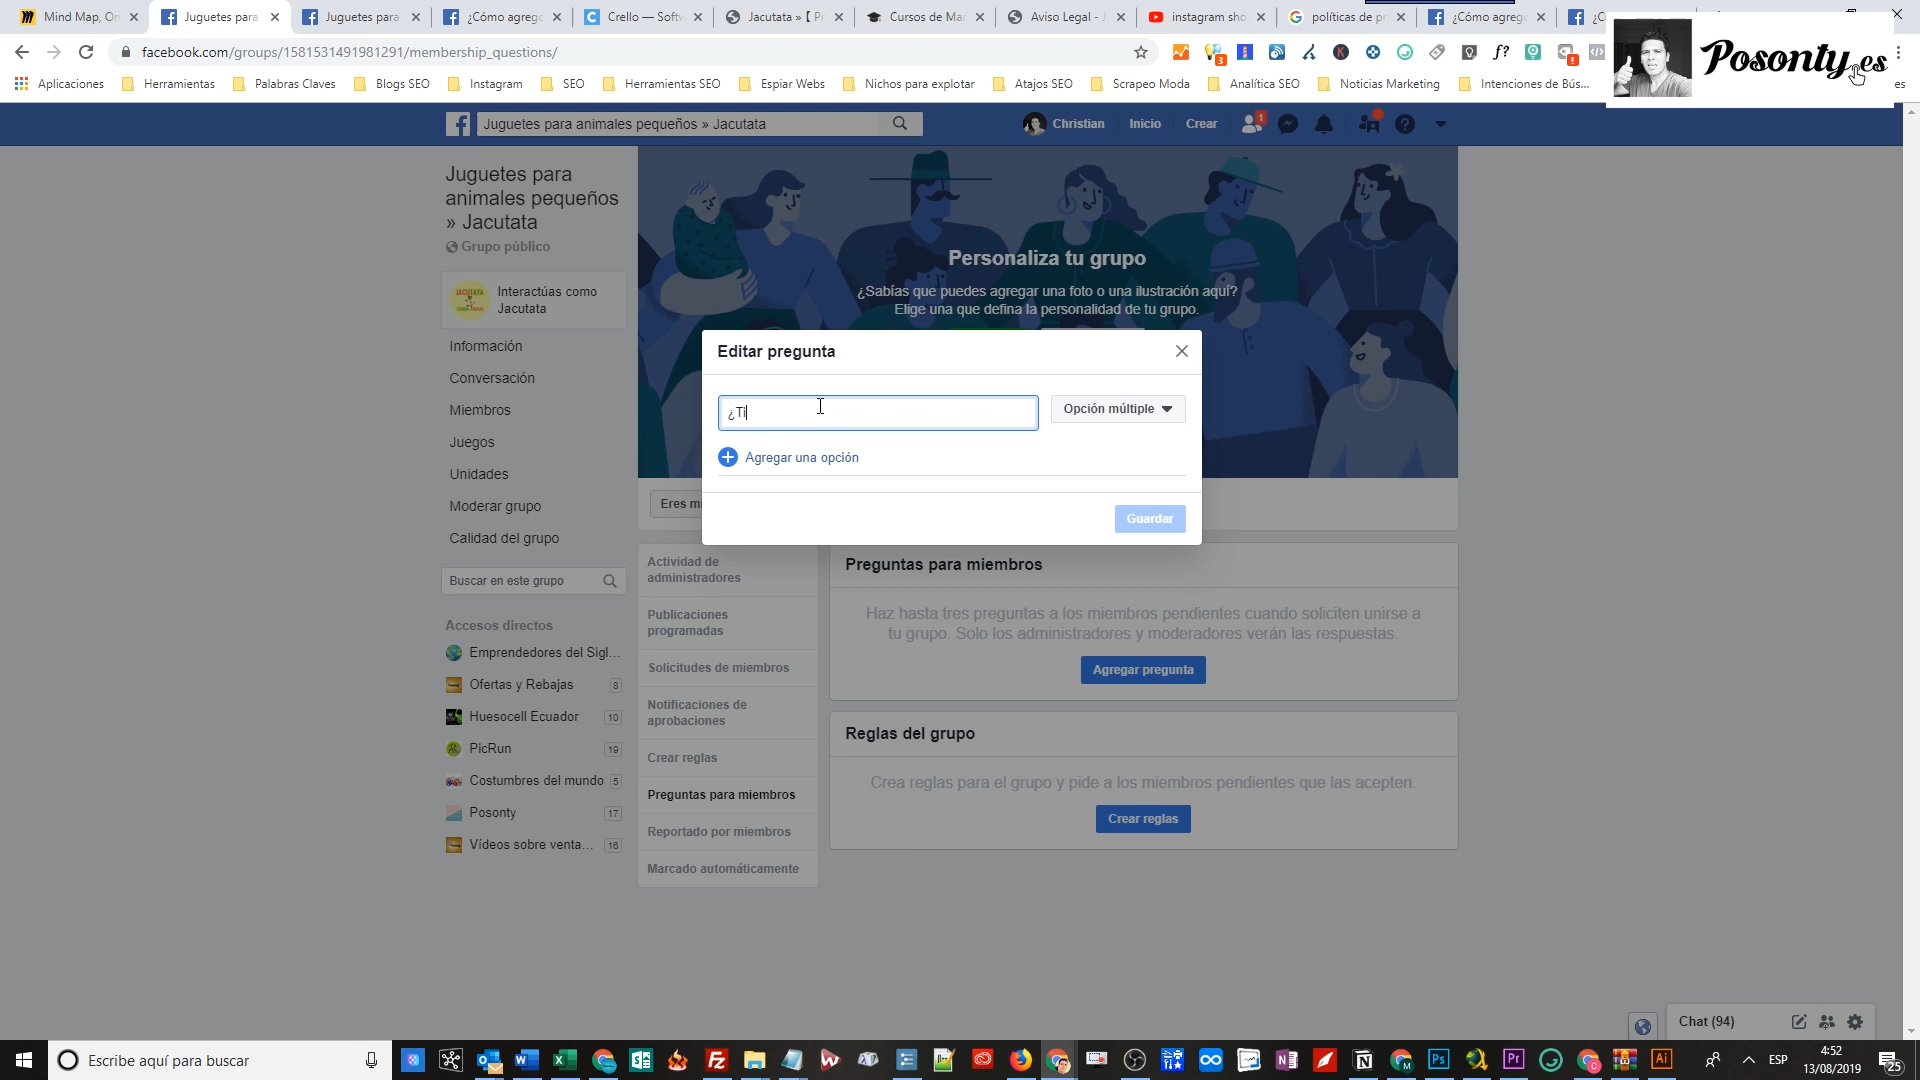 Mind Map, On
Juguetes para
Juguetes para
¿Cómo agreg
Crello — Softw
Jacutata » 【 Pr
Cursos de Mar
Aviso Legal - J
instagram sho
políticas de pr
¿Cómo agreg
facebook.com/groups/1581531491981291/membership_questions/
Posonty.es
Aplicaciones
Herramientas
Palabras Claves
Blogs SEO
Instagram
SEO
Herramientas SEO
Espiar Webs
Nichos para explotar
Atajos SEO
Scrapeo Moda
Analítica SEO
Noticias Marketing
Intenciones de Bús...
Juguetes para animales pequeños » Jacutata
Christian
Inicio
Crear
1
Juguetes para
animales pequeños
» Jacutata
Grupo público
JACUTATA
Interactúas como
Jacutata
Información
Conversación
Miembros
Juegos
Unidades
Moderar grupo
Calidad del grupo
Buscar en este grupo
Accesos directos
Emprendedores del Sigl...
Ofertas y Rebajas 8
Huesocell Ecuador 10
PicRun 19
Costumbres del mundo 5
Posonty 17
Vídeos sobre venta... 16
Personaliza tu grupo
¿Sabías que puedes agregar una foto o una ilustración aquí?
Elige una que defina la personalidad de tu grupo.
Editar pregunta
¿Ti
Opción múltiple
Agregar una opción
Guardar
Eres mi
Actividad de
administradores
Publicaciones
programadas
Solicitudes de miembros
Notificaciones de
aprobaciones
Crear reglas
Preguntas para miembros
Reportado por miembros
Marcado automáticamente
Preguntas para miembros
Haz hasta tres preguntas a los miembros pendientes cuando soliciten unirse a
tu grupo. Solo los administradores y moderadores verán las respuestas.
Agregar pregunta
Reglas del grupo
Crea reglas para el grupo y pide a los miembros pendientes que las acepten.
Crear reglas
Chat (94)
Escribe aquí para buscar
ESP
4:52
13/08/2019
25